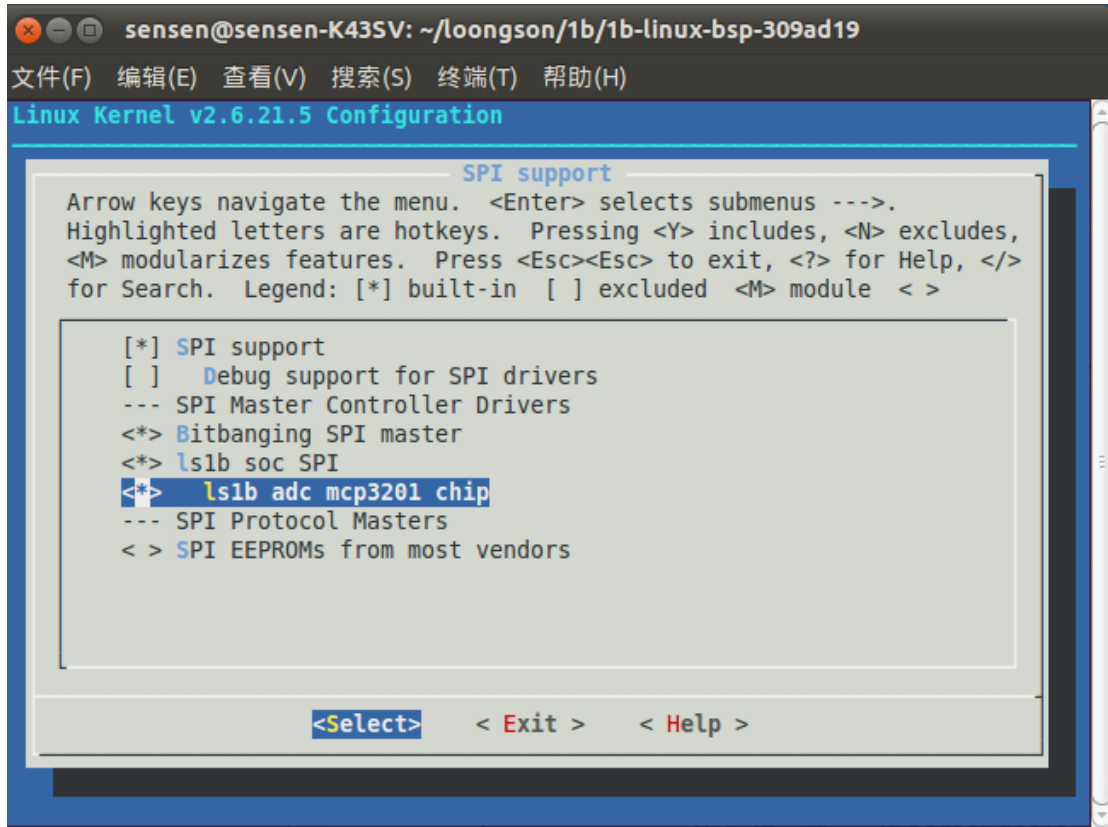 sensen@sensen-K43SV: ~/loongson/1b/1b-linux-bsp-309ad19
文件(F) 编辑(E) 查看(V) 搜索(S) 终端(T) 帮助(H)
Linux Kernel v2.6.21.5 Configuration
SPI support
Arrow keys navigate the menu. <Enter> selects submenus --->.
Highlighted letters are hotkeys. Pressing <Y> includes, <N> excludes,
<M> modularizes features. Press <Esc><Esc> to exit, <?> for Help, </>
for Search. Legend: [*] built-in [ ] excluded <M> module < >
[*] SPI support
[ ] Debug support for SPI drivers
--- SPI Master Controller Drivers
<*> Bitbanging SPI master
<*> ls1b soc SPI
<*> ls1b adc mcp3201 chip
--- SPI Protocol Masters
< > SPI EEPROMs from most vendors
<Select> < Exit > < Help >